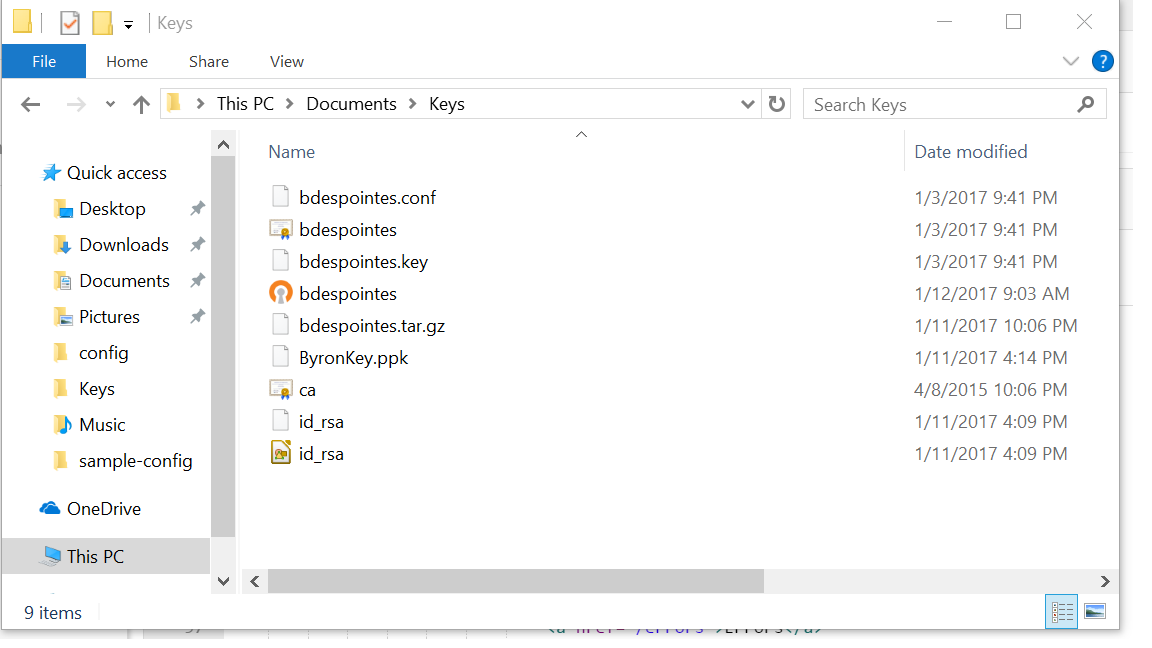 Keys
File Home Share View ?
This PC Documents Keys Search Keys
Name Date modified
Quick access
Desktop
Downloads
Documents
Pictures
config
Keys
Music
sample-config
OneDrive
This PC
bdespointes.conf 1/3/2017 9:41 PM
bdespointes 1/3/2017 9:41 PM
bdespointes.key 1/3/2017 9:41 PM
bdespointes 1/12/2017 9:03 AM
bdespointes.tar.gz 1/11/2017 10:06 PM
ByronKey.ppk 1/11/2017 4:14 PM
ca 4/8/2015 10:06 PM
id_rsa 1/11/2017 4:09 PM
id_rsa 1/11/2017 4:09 PM
9 items